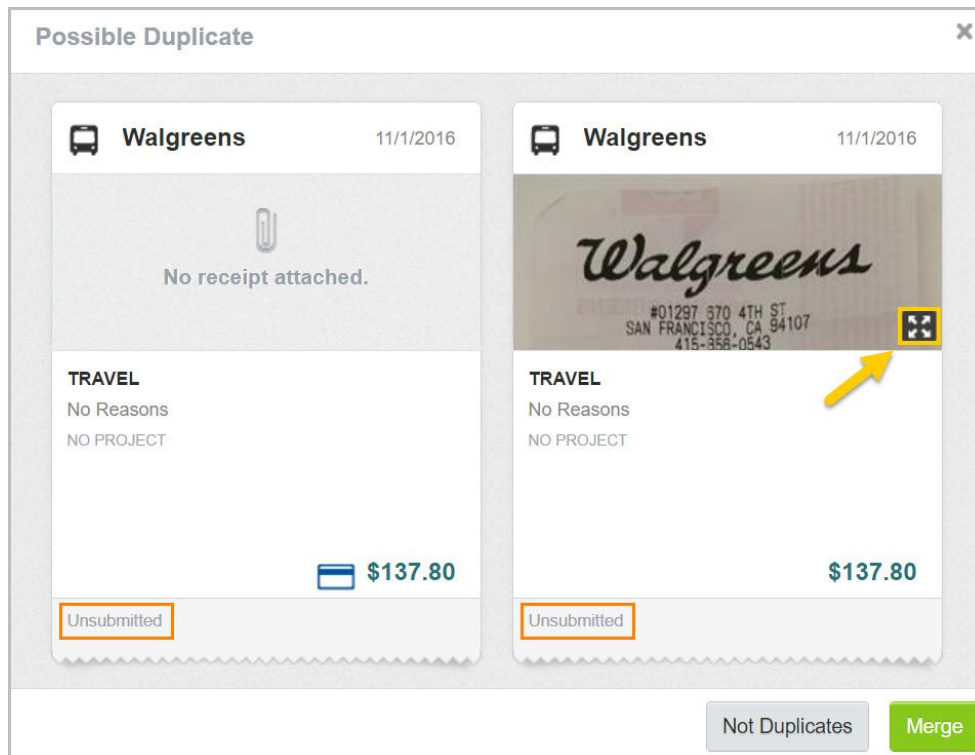 Possible Duplicate
Walgreens 11/1/2016
No receipt attached.
TRAVEL
No Reasons
NO PROJECT
$137.80
Unsubmitted
Walgreens 11/1/2016
Walgreens
#01297 670 4TH ST
SAN FRANCISCO, CA 94107
415-356-0543
TRAVEL
No Reasons
NO PROJECT
$137.80
Unsubmitted
Not Duplicates
Merge